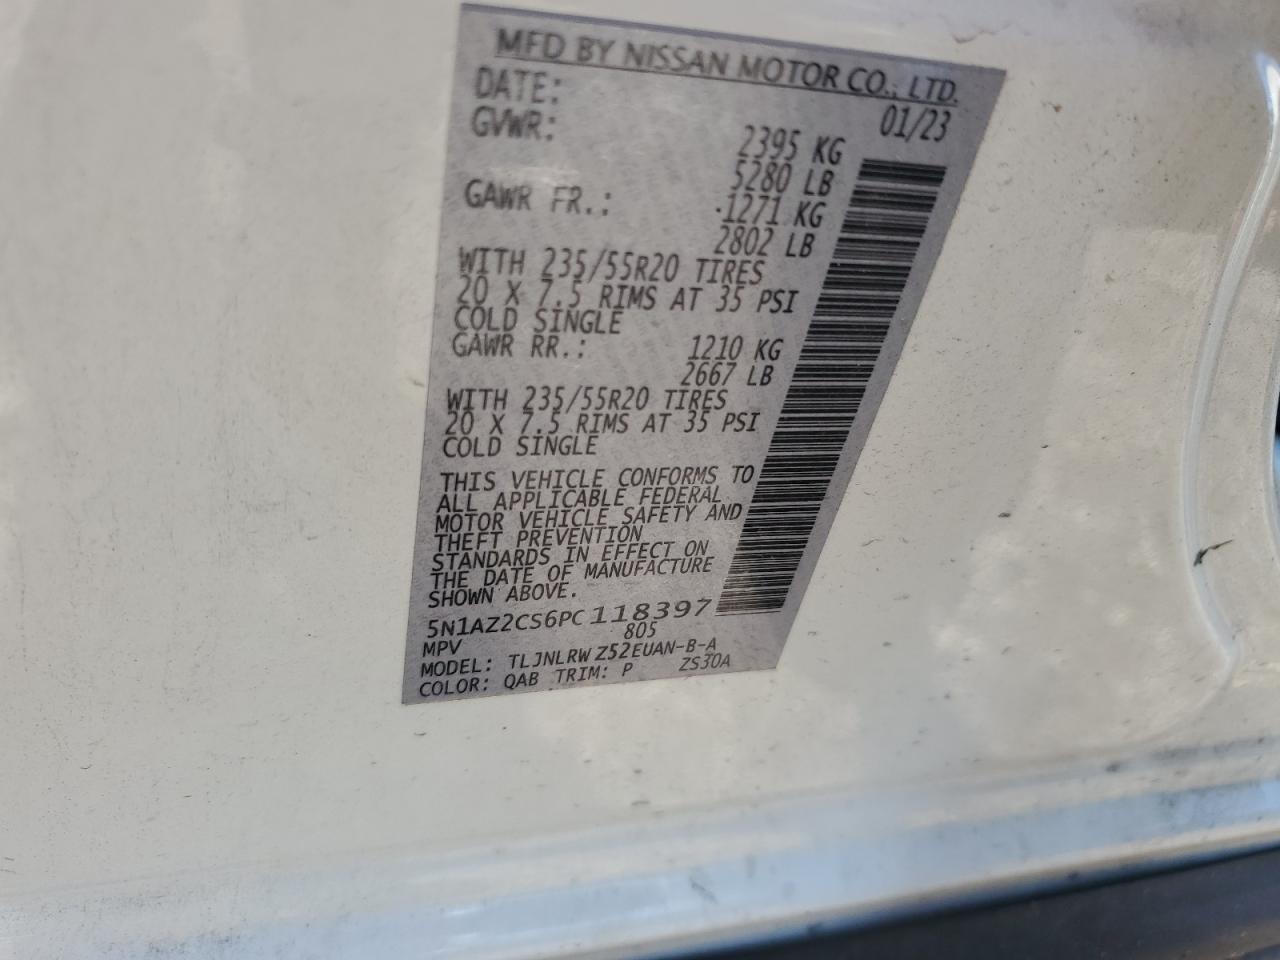 MFD BY NISSAN MOTOR CO., LTD.
DATE: 01/23
GVWR: 2395 KG
5280 LB
GAWR FR.: 1271 KG
2802 LB
WITH 235/55R20 TIRES
20 X 7.5 RIMS AT 35 PSI
COLD SINGLE
GAWR RR.: 1210 KG
2667 LB
WITH 235/55R20 TIRES
20 X 7.5 RIMS AT 35 PSI
COLD SINGLE
THIS VEHICLE CONFORMS TO
ALL APPLICABLE FEDERAL
MOTOR VEHICLE SAFETY AND
THEFT PREVENTION
STANDARDS IN EFFECT ON
THE DATE OF MANUFACTURE
SHOWN ABOVE.
5N1AZ2CS6PC118397
MPV 805
MODEL: TLJNLRWZ52EUAN-B-A
COLOR: QAB TRIM: P ZS30A